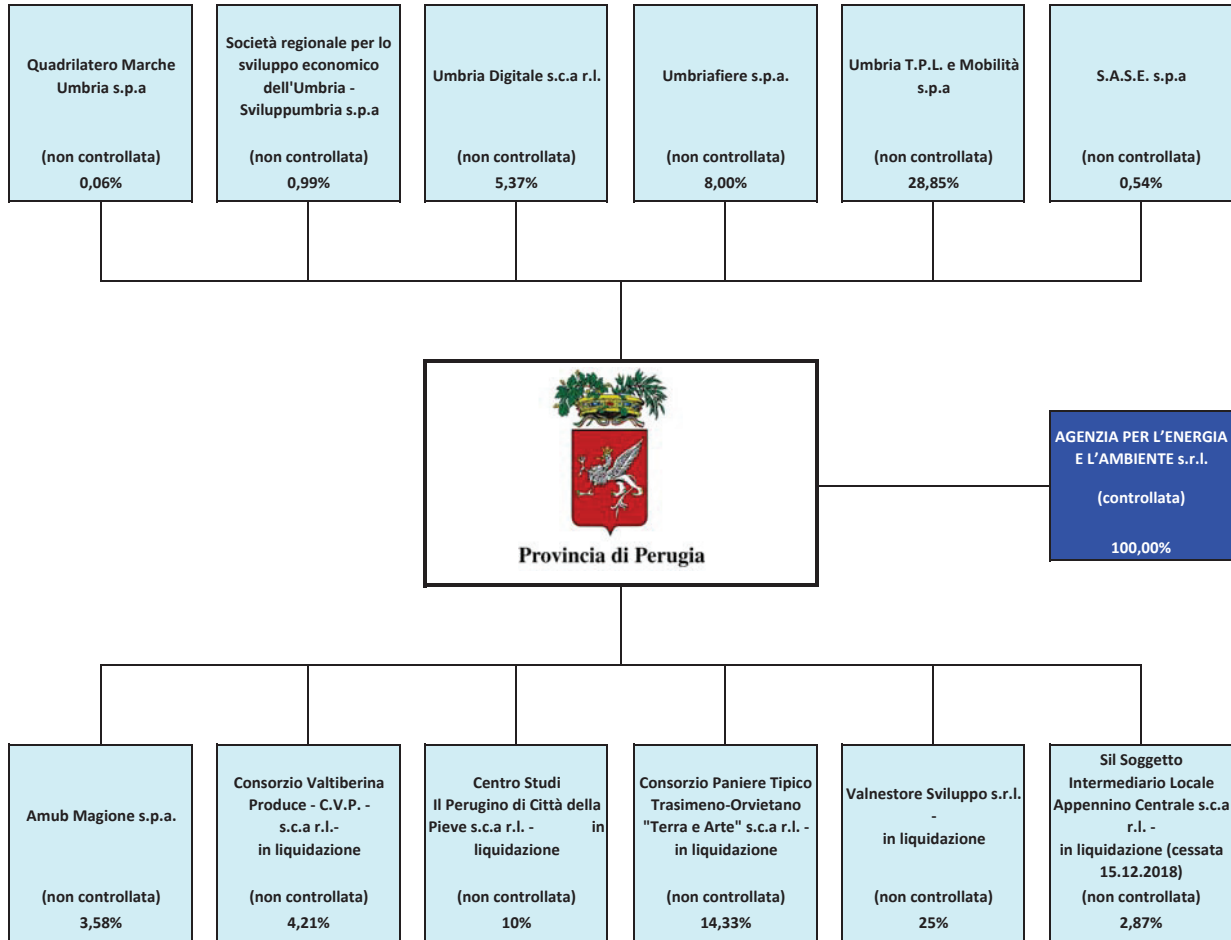 Quadrilatero Marche
Umbria s.p.a
(non controllata)
0,06%
Società regionale per lo
sviluppo economico
dell'Umbria -
Sviluppumbria s.p.a
(non controllata)
0,99%
Umbria Digitale s.c.a r.l.
(non controllata)
5,37%
Umbriafiere s.p.a.
(non controllata)
8,00%
Umbria T.P.L. e Mobilità
s.p.a
(non controllata)
28,85%
S.A.S.E. s.p.a
(non controllata)
0,54%
Provincia di Perugia
AGENZIA PER L’ENERGIA
E L’AMBIENTE s.r.l.
(controllata)
100,00%
Amub Magione s.p.a.
(non controllata)
3,58%
Consorzio Valtiberina
Produce - C.V.P. -
s.c.a r.l.-
in liquidazione
(non controllata)
4,21%
Centro Studi
Il Perugino di Città della
Pieve s.c.a r.l. - in
liquidazione
(non controllata)
10%
Consorzio Paniere Tipico
Trasimeno-Orvietano
"Terra e Arte" s.c.a r.l. -
in liquidazione
(non controllata)
14,33%
Valnestore Sviluppo s.r.l.
-
in liquidazione
(non controllata)
25%
Sil Soggetto
Intermediario Locale
Appennino Centrale s.c.a
r.l. -
in liquidazione (cessata
15.12.2018)
(non controllata)
2,87%